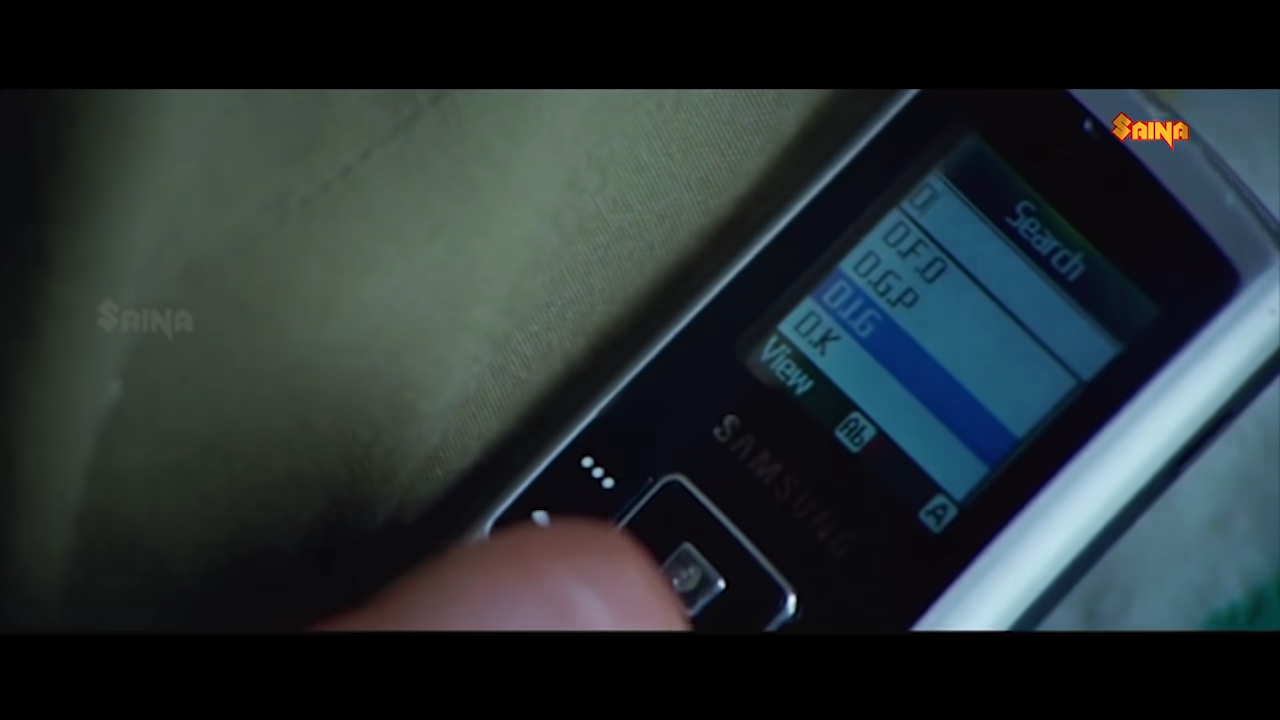 SAINA
Search
D
D.F.O
D.G.P
D.I.G
D.K
View
Ab
A
SAMSUNG
SAINA